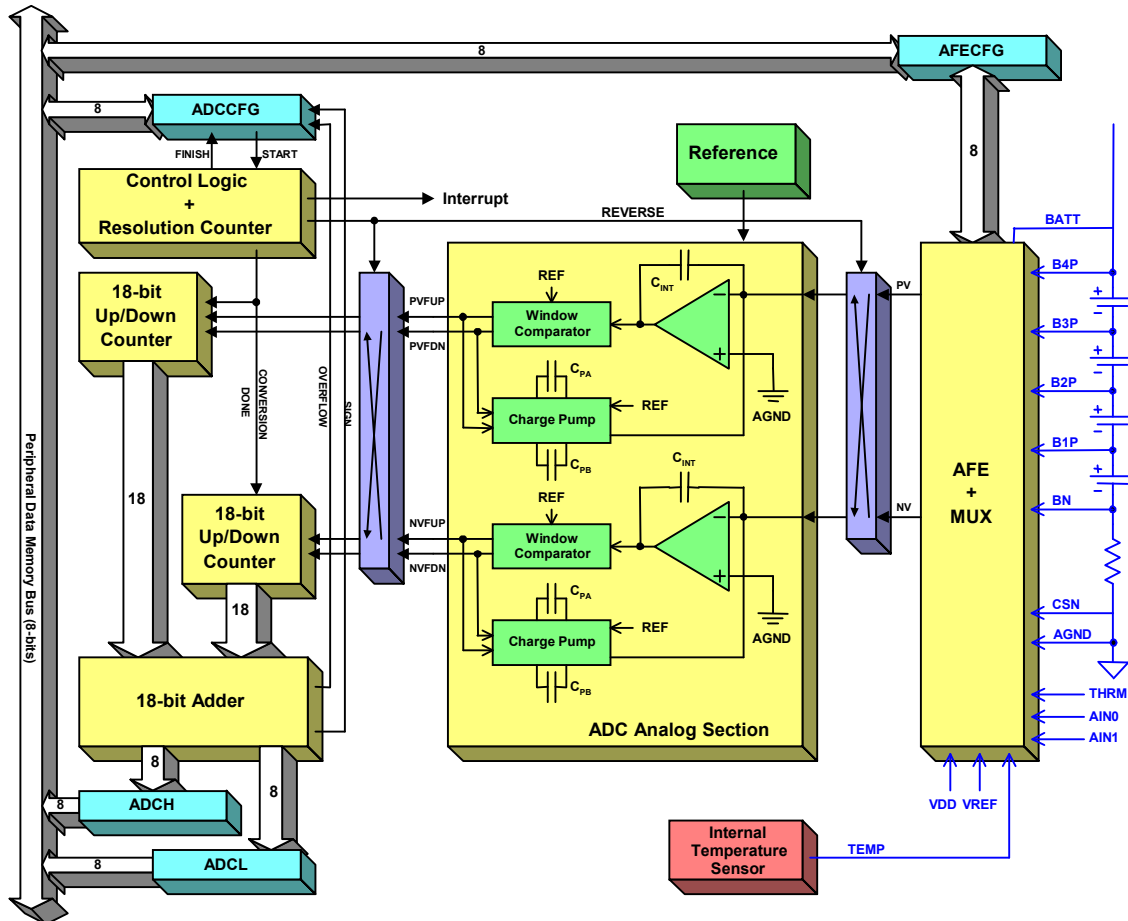 8
AFECFG
8
ADCCFG
FINISH
START
Reference
8
Control Logic
+
Resolution Counter
Interrupt
REVERSE
BATT
B4P
18-bit
Up/Down
Counter
PVFUP
PVFDN
REF
Window
Comparator
CINT
PV
B3P
CPA
Charge Pump
REF
CPB
AGND
B2P
CONVERSION
DONE
OVERFLOW
SIGN
B1P
Peripheral Data Memory Bus (8-bits)
18
18-bit
Up/Down
Counter
NVFUP
NVFDN
REF
Window
Comparator
CINT
NV
AFE
+
MUX
BN
18
CPA
Charge Pump
REF
CPB
AGND
CSN
AGND
18-bit Adder
ADC Analog Section
THRM
AIN0
AIN1
8
8
8
ADCH
VDD
VREF
8
ADCL
Internal
Temperature
Sensor
TEMP
+
−
+
−
+
−
+
−
−
+
−
+